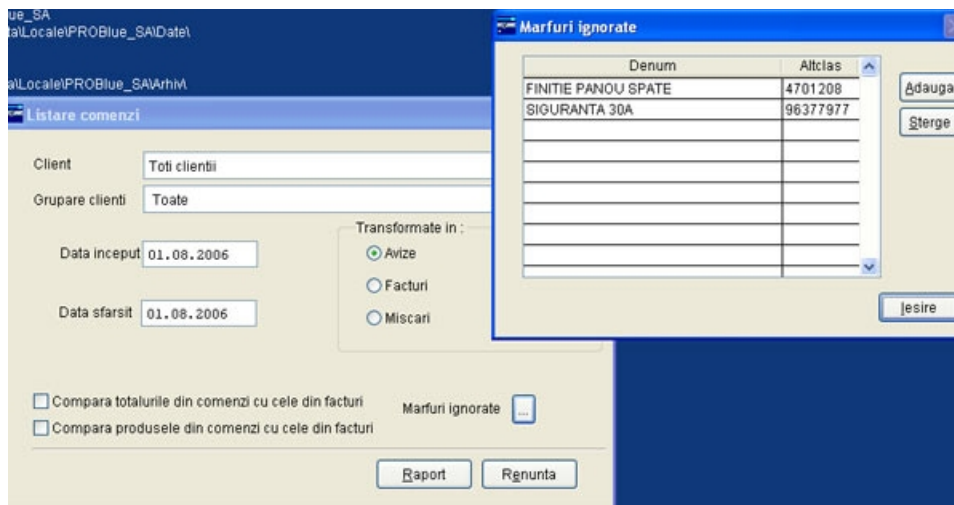 ue_SA
ta\Locale\PROBlue_SA\Date\
a\Locale\PROBlue_SA\Arhiv\
Listare comenzi
Client Toti clientii
Grupare clienti Toate
Data inceput 01.08.2006
Data sfarsit 01.08.2006
Transformate in :
Avize
Facturi
Miscari
Compara totalurile din comenzi cu cele din facturi
Compara produsele din comenzi cu cele din facturi
Marfuri ignorate ...
Raport Renunta
Marfuri ignorate
Denum Altclas
FINITIE PANOU SPATE 4701208
SIGURANTA 30A 96377977
Adauga
Sterge
Iesire